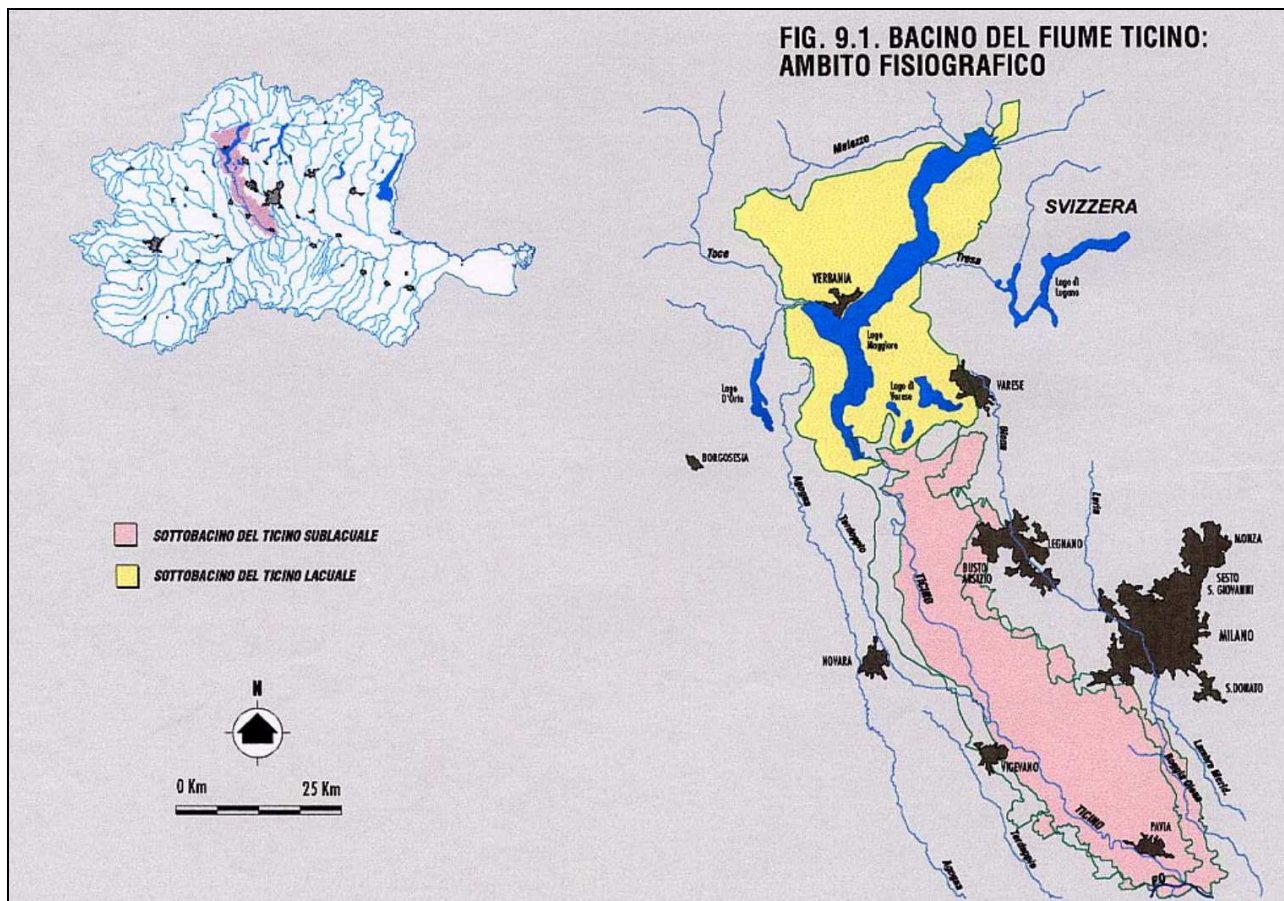 FIG. 9.1. BACINO DEL FIUME TICINO:
AMBITO FISIOGRAFICO
Melezzo
SVIZZERA
Toce
Tresa
Lago di
Lugano
VERBANIA
Lago
Maggiore
Lago
D'Orta
Lago di
Varese
VARESE
Olona
BORGOSESIA
Agogna
Terdoppio
Lura
SOTTOBACINO DEL TICINO SUBLACUALE
SOTTOBACINO DEL TICINO LACUALE
LEGNANO
MONZA
BUSTO
ARSIZIO
SESTO
S. GIOVANNI
TICINO
MILANO
NOVARA
S.DONATO
N
Lambro Merid.
Roggia Olona
VIGEVANO
0 Km
25 Km
TICINO
PAVIA
Terdoppio
Agogna
PO